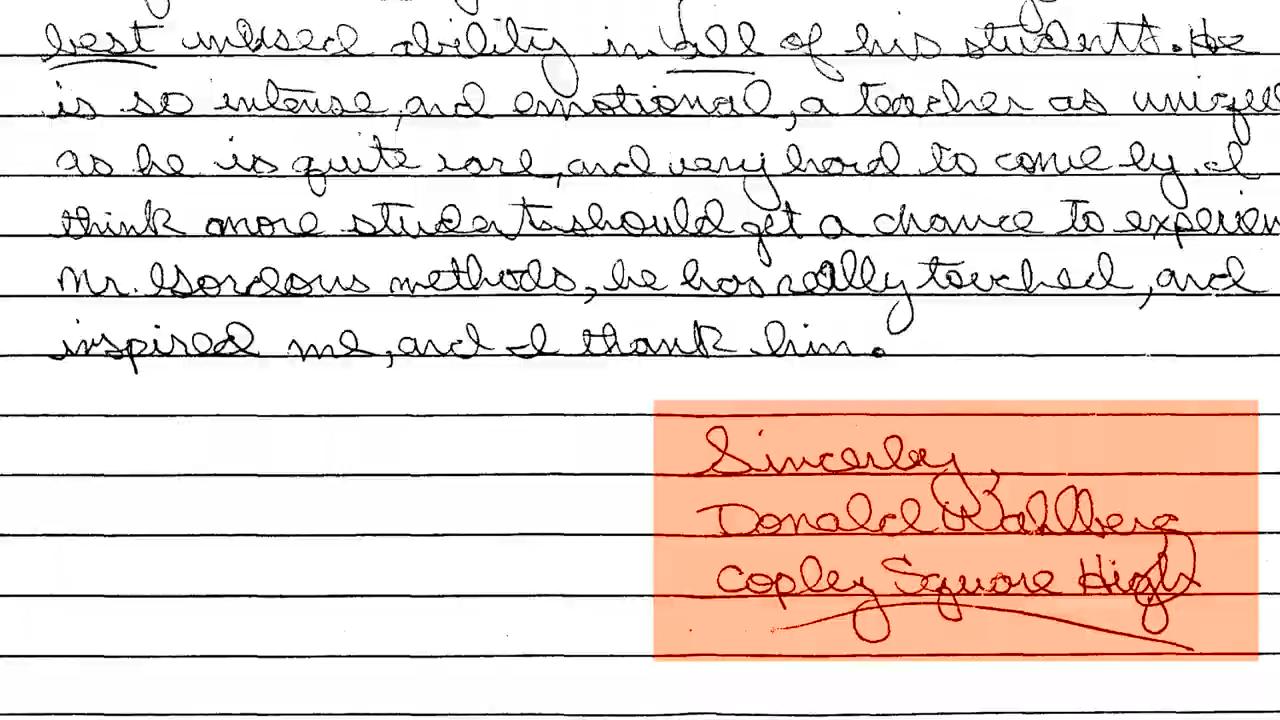 best unused ability in all of his students. He
is so intense, and emotional, a teacher as unique
as he is quite rare, and very hard to come by. I
think more students should get a chance to experien
Mr. Gordons methods, he has really touched, and
inspired me, and I thank him.
Sincerley,
Donald Wahlberg
Copley Square High